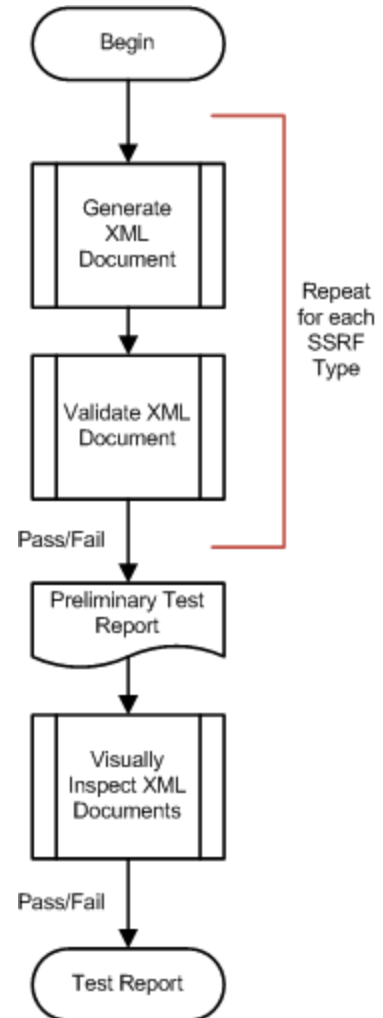 Begin
Generate
XML
Document
Repeat
for each
SSRF
Type
Validate XML
Document
Pass/Fail
Preliminary Test
Report
Visually
Inspect XML
Documents
Pass/Fail
Test Report